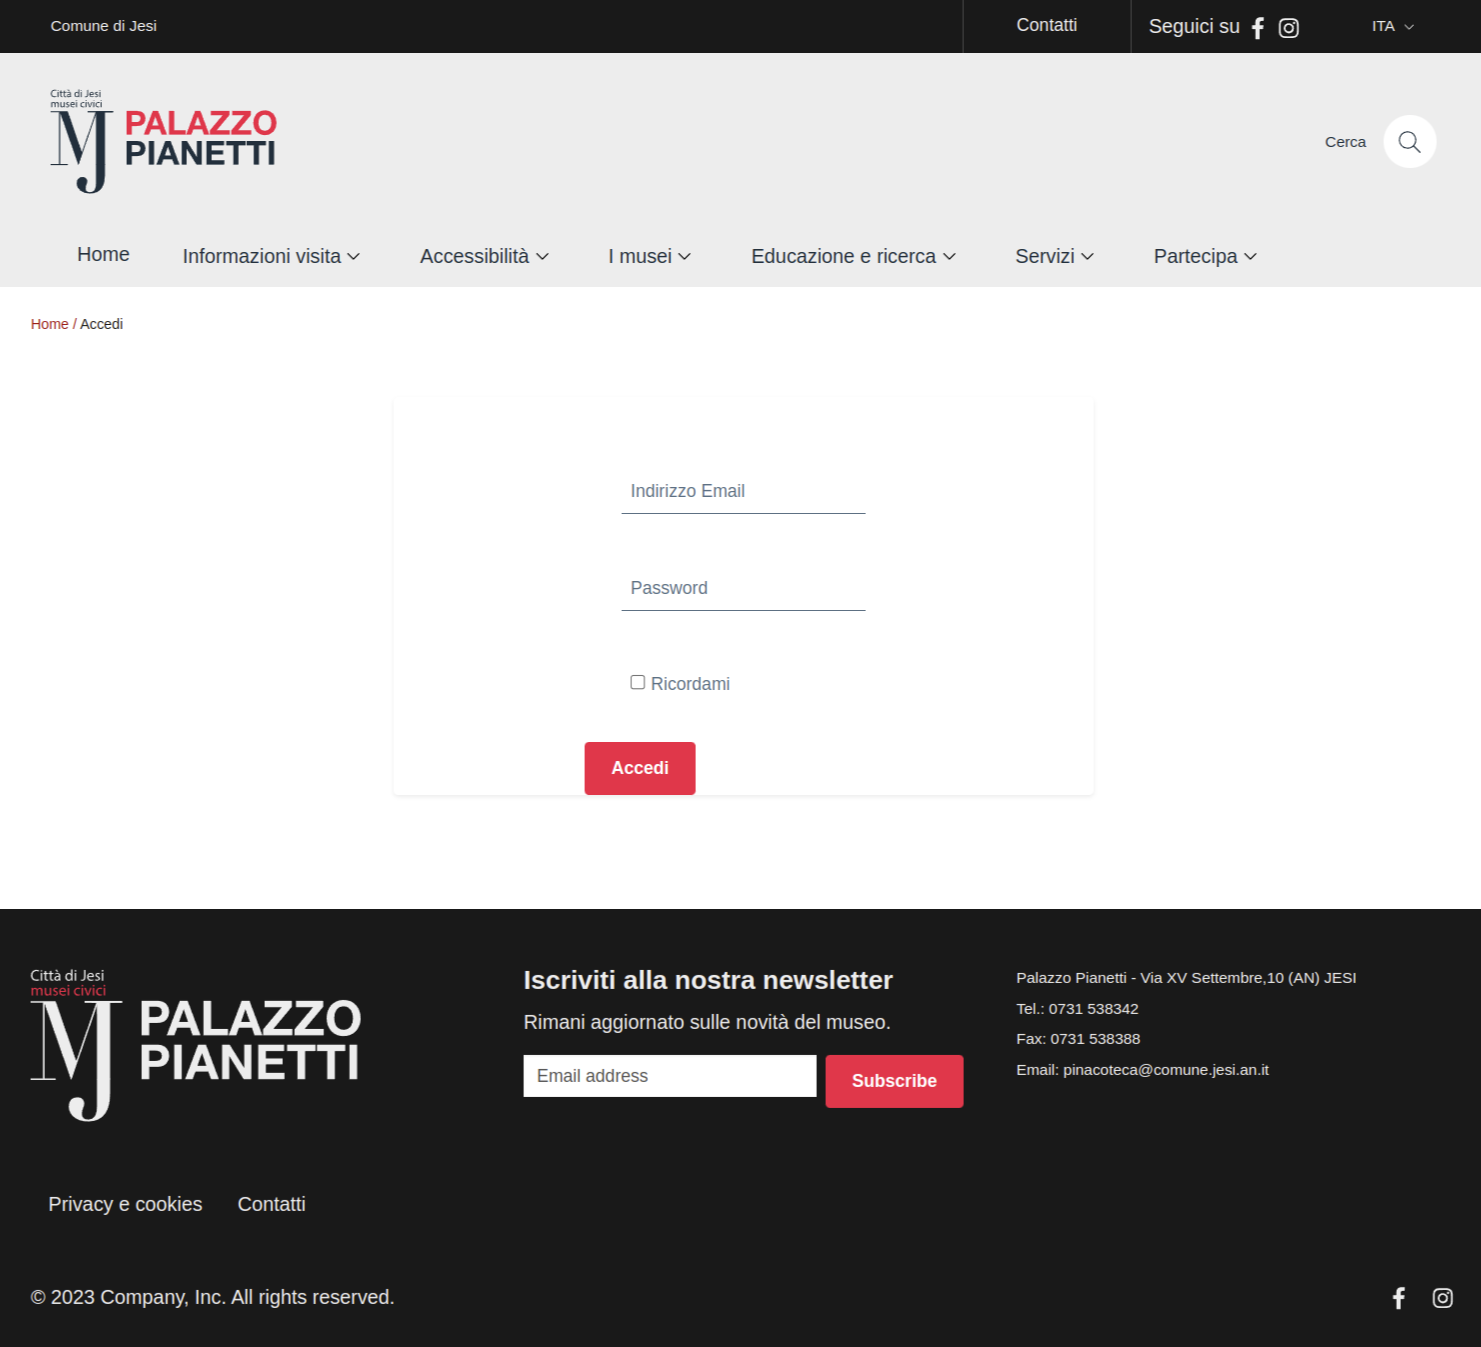 Comune di Jesi
Contatti
Seguici su
ITA
Città di Jesi
musei civici
MJ PALAZZO
PIANETTI
Cerca
Home
Informazioni visita
Accessibilità
I musei
Educazione e ricerca
Servizi
Partecipa
Home / Accedi
Indirizzo Email
Password
Ricordami
Accedi
Città di Jesi
musei civici
MJ PALAZZO
PIANETTI
Iscriviti alla nostra newsletter
Rimani aggiornato sulle novità del museo.
Email address
Subscribe
Palazzo Pianetti - Via XV Settembre,10 (AN) JESI
Tel.: 0731 538342
Fax: 0731 538388
Email: pinacoteca@comune.jesi.an.it
Privacy e cookies
Contatti
© 2023 Company, Inc. All rights reserved.